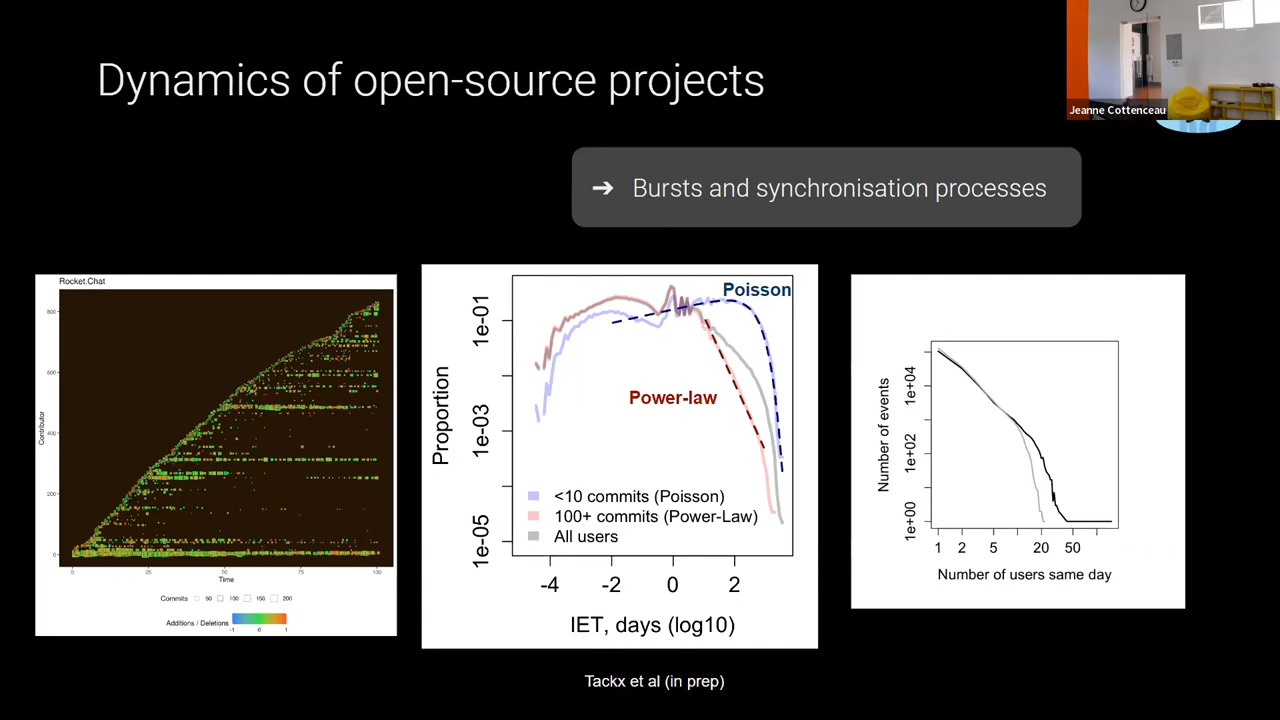 Dynamics of open-source projects
Jeanne Cottenceau
➔ Bursts and synchronisation processes
Rocket.Chat
Contributor
800
600
400
200
0
0 25 50 75 100
Time
Commits 50 100 150 200
Additions / Deletions
-1 0 1
Proportion
1e-01
1e-03
1e-05
Poisson
Power-law
<10 commits (Poisson)
100+ commits (Power-Law)
All users
-4 -2 0 2
IET, days (log10)
Number of events
1e+04
1e+02
1e+00
1 2 5 20 50
Number of users same day
Tackx et al (in prep)